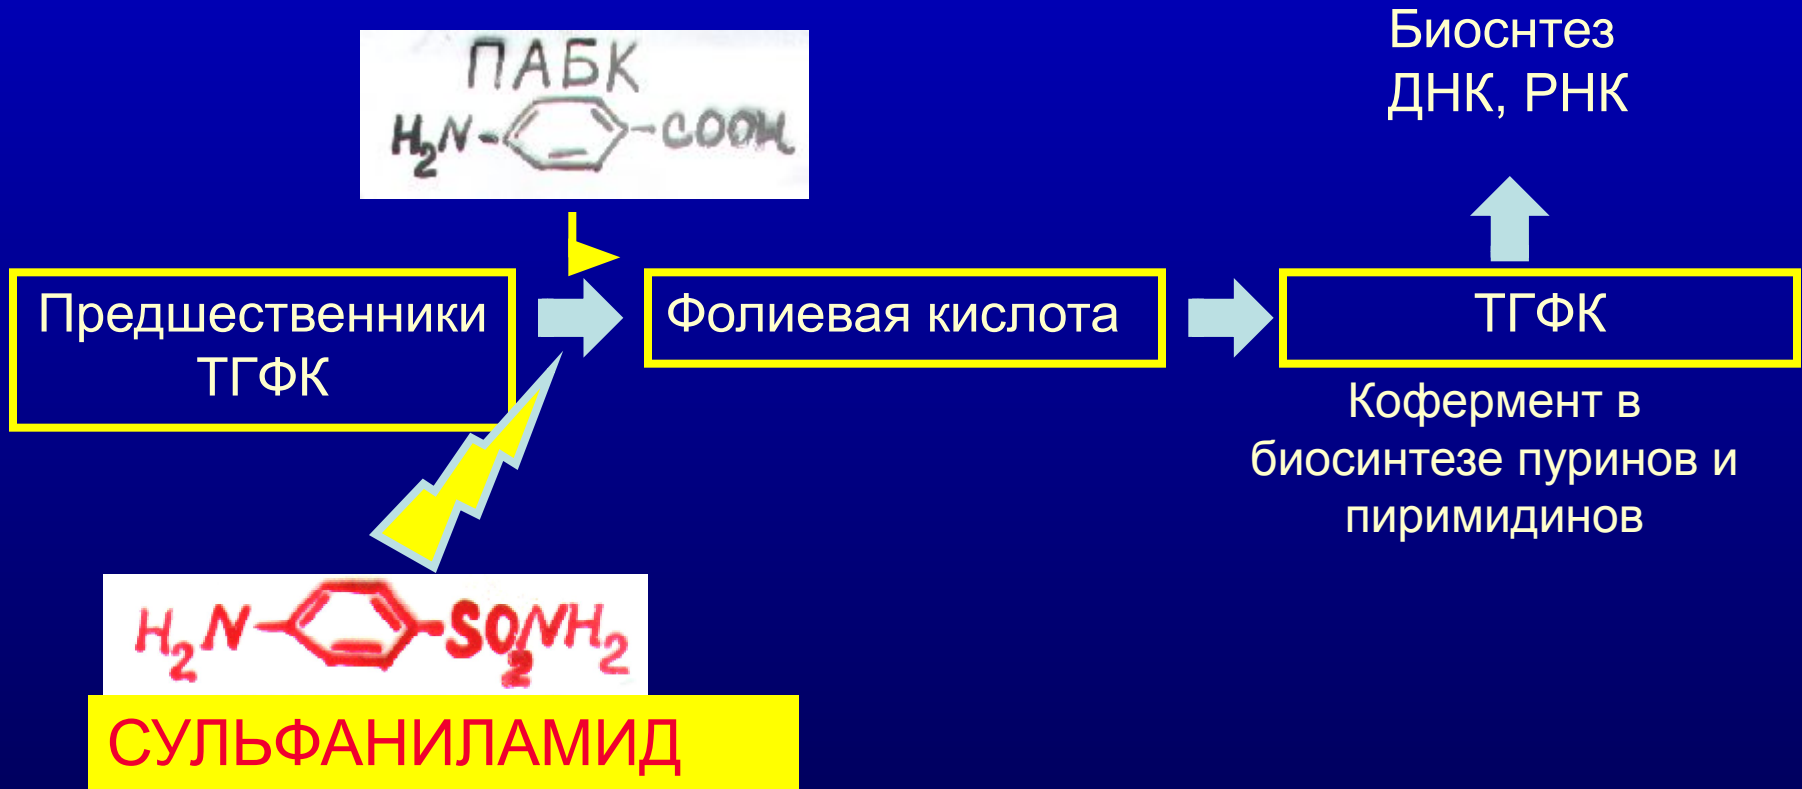 Биоснтез
ДНК, РНК
ПАБК
H₂N
COOH
Предшественники
ТГФК
Фолиевая кислота
ТГФК
Кофермент в
биосинтезе пуринов и
пиримидинов
H₂N
SO₂NH₂
СУЛЬФАНИЛАМИД